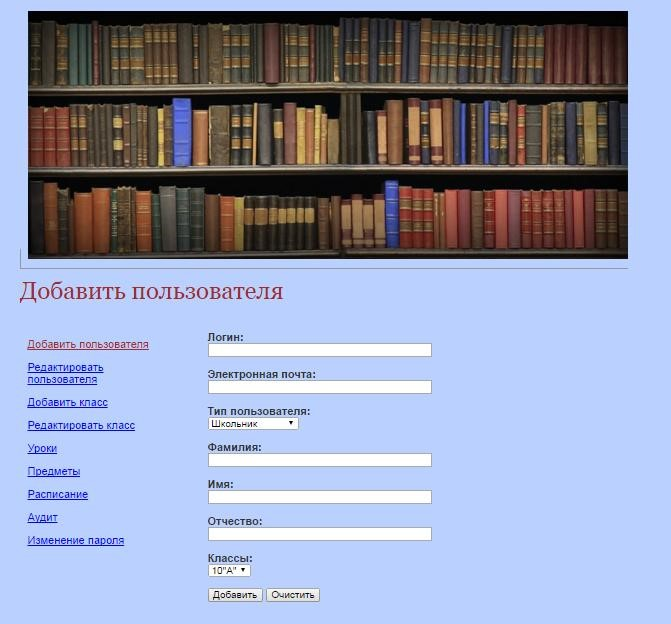 Добавить пользователя
Добавить пользователя
Редактировать
пользователя
Добавить класс
Редактировать класс
Уроки
Предметы
Расписание
Аудит
Изменение пароля
Логин:
Электронная почта:
Тип пользователя:
Школьник
Фамилия:
Имя:
Отчество:
Классы:
10"А"
Добавить Очистить